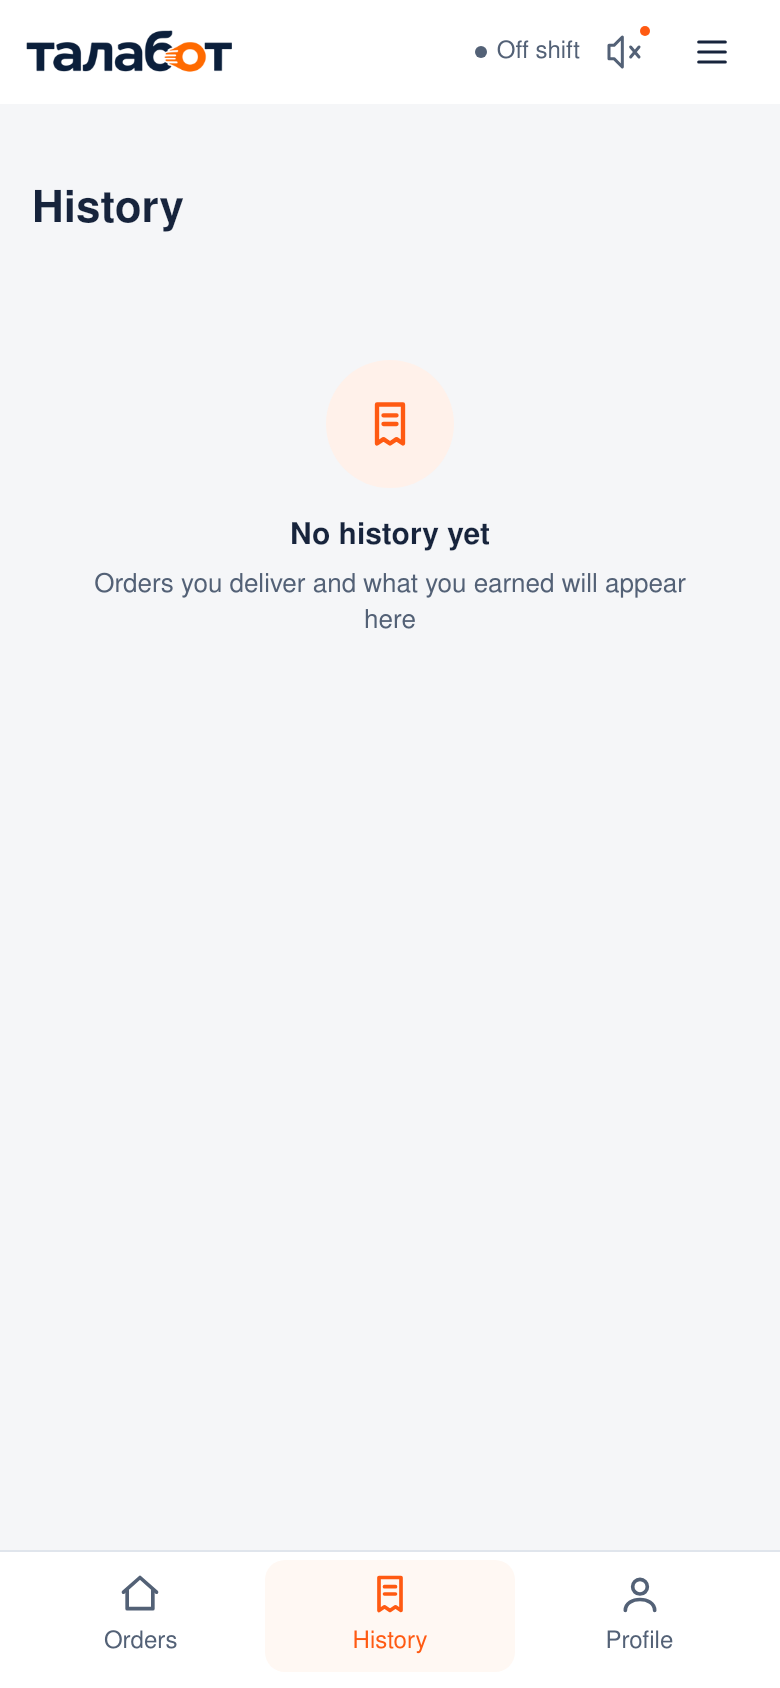 талабот
Off shift
History
No history yet
Orders you deliver and what you earned will appear
here
Orders
History
Profile